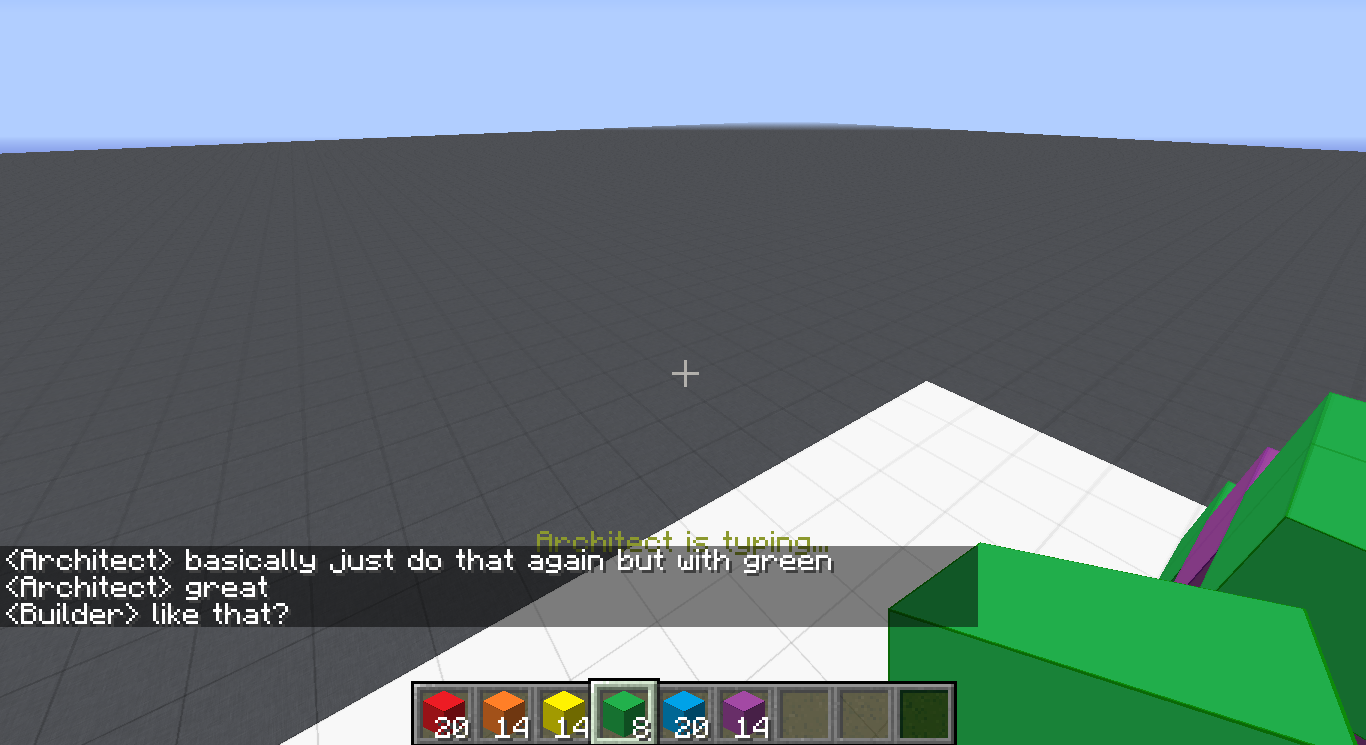 Architect is typing...
<Architect> basically just do that again but with green
<Architect> great
<Builder> like that?
20 14 14 8 20 14